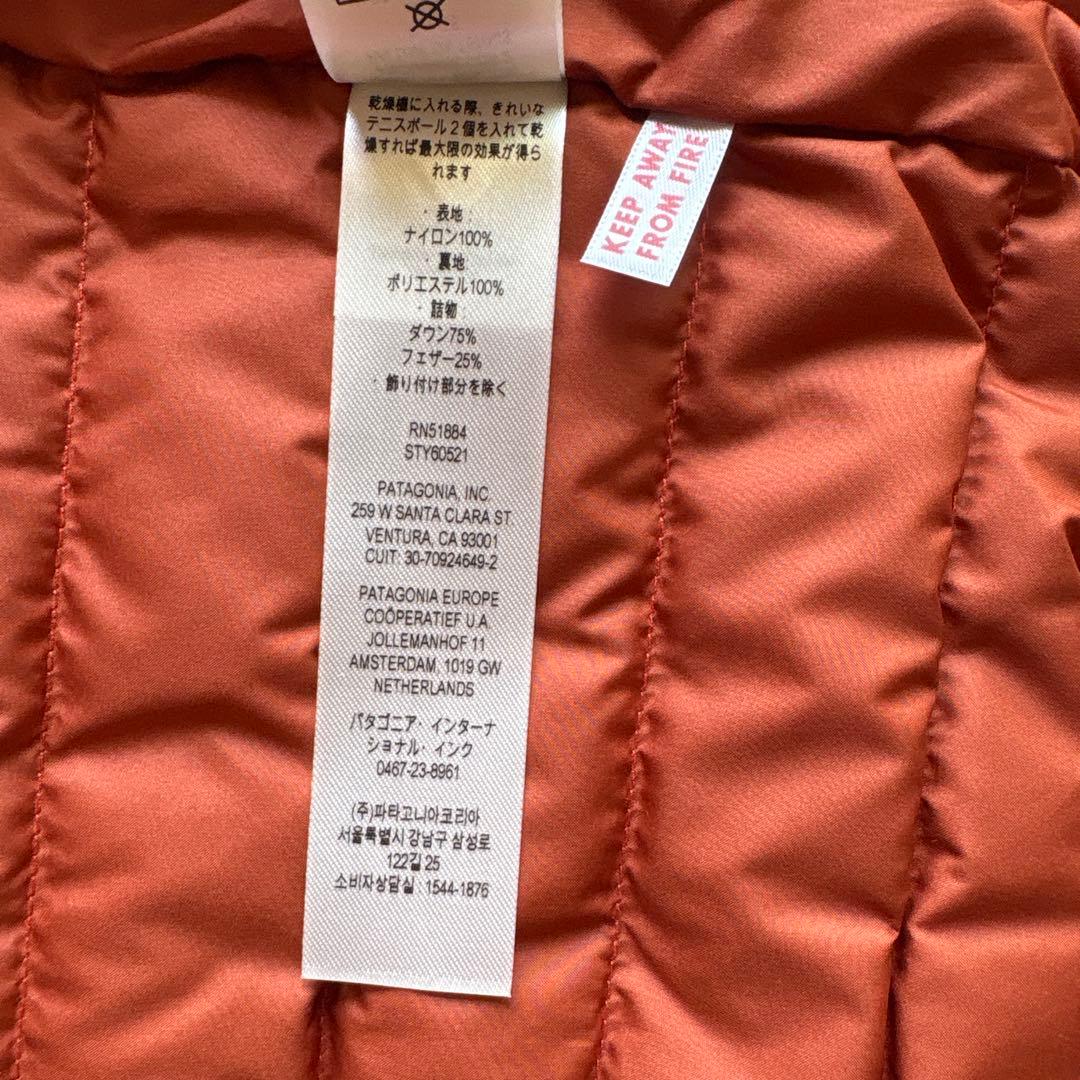 乾燥機に入れる際、きれいな
テニスボール2個を入れて乾
燥すれば最大限の効果が得ら
れます
・表地:
ナイロン100%
・裏地
ポリエステル100%
・詰物:
ダウン75%
フェザー25%
・飾り付け部分を除く
RN51884
STY60521
PATAGONIA, INC.
259 W SANTA CLARA ST
VENTURA, CA 93001
CUIT: 30-70924649-2
PATAGONIA EUROPE
COÖPERATIEF U.A.
JOLLEMANHOF 11
AMSTERDAM, 1019 GW
NETHERLANDS
パタゴニア・インターナ
ショナル・インク
0467-23-8961
(주)파타고니아코리아
서울특별시 강남구 삼성로
122길 25
소비자상담실 1544-1876
KEEP AWAY
FROM FIRE